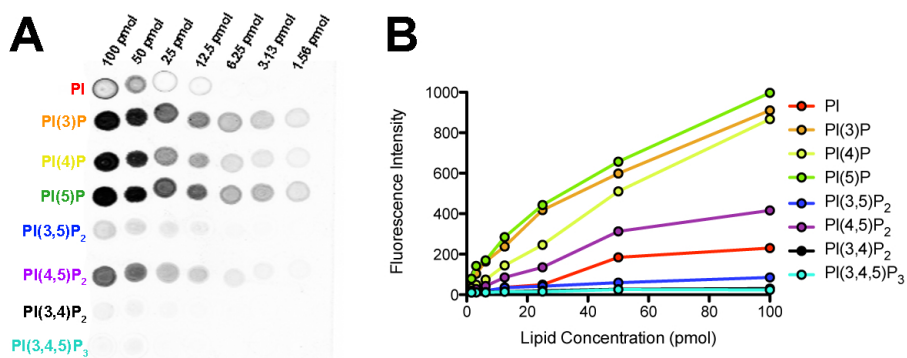 A
100 pmol 50 pmol 25 pmol 12.5 pmol 6.25 pmol 3.13 pmol 1.56 pmol
PI
PI(3)P
PI(4)P
PI(5)P
PI(3,5)P2
PI(4,5)P2
PI(3,4)P2
PI(3,4,5)P3
B
Fluorescence Intensity
1000
800
600
400
200
0
0 20 40 60 80 100
Lipid Concentration (pmol)
PI
PI(3)P
PI(4)P
PI(5)P
PI(3,5)P2
PI(4,5)P2
PI(3,4)P2
PI(3,4,5)P3